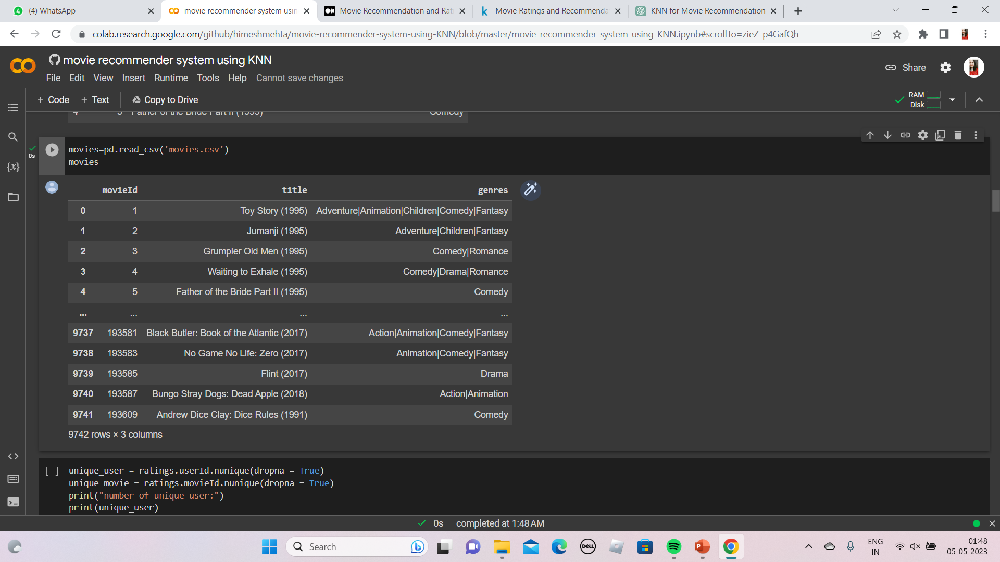 (4) WhatsApp
movie recommender system usin
Movie Recommendation and Rati
Movie Ratings and Recommenda
KNN for Movie Recommendation
colab.research.google.com/github/himeshmehta/movie-recommender-system-using-KNN/blob/master/movie_recommender_system_using_KNN.ipynb#scrollTo=zieZ_p4GafQh
movie recommender system using KNN
File Edit View Insert Runtime Tools Help Cannot save changes
Share
+ Code + Text Copy to Drive
RAM
Disk
4 5 Father of the Bride Part II (1995) Comedy
0s
movies=pd.read_csv('movies.csv')
movies
movieId title genres
0 1 Toy Story (1995) Adventure|Animation|Children|Comedy|Fantasy
1 2 Jumanji (1995) Adventure|Children|Fantasy
2 3 Grumpier Old Men (1995) Comedy|Romance
3 4 Waiting to Exhale (1995) Comedy|Drama|Romance
4 5 Father of the Bride Part II (1995) Comedy
... ... ... ...
9737 193581 Black Butler: Book of the Atlantic (2017) Action|Animation|Comedy|Fantasy
9738 193583 No Game No Life: Zero (2017) Animation|Comedy|Fantasy
9739 193585 Flint (2017) Drama
9740 193587 Bungo Stray Dogs: Dead Apple (2018) Action|Animation
9741 193609 Andrew Dice Clay: Dice Rules (1991) Comedy
9742 rows × 3 columns
[ ] unique_user = ratings.userId.nunique(dropna = True)
unique_movie = ratings.movieId.nunique(dropna = True)
print("number of unique user:")
print(unique_user)
0s completed at 1:48 AM
Search
DELL
ENG
IN
01:48
05-05-2023